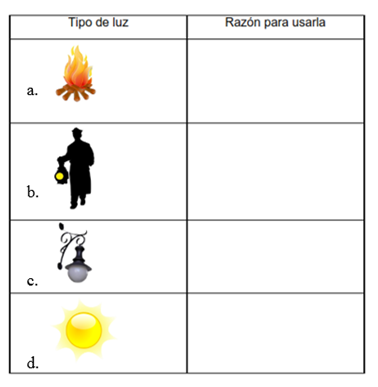 Tipo de luz Razón para usarla
a.
b.
c.
d.